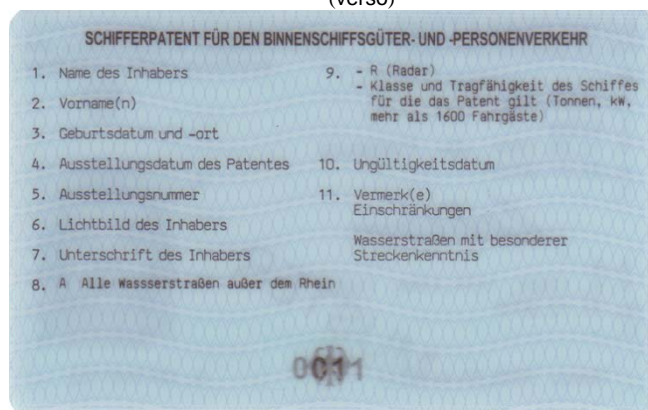 (verso)
SCHIFFERPATENT FÜR DEN BINNENSCHIFFSGÜTER- UND -PERSONENVERKEHR
1. Name des Inhabers
2. Vorname(n)
3. Geburtsdatum und -ort
4. Ausstellungsdatum des Patentes
5. Ausstellungsnummer
6. Lichtbild des Inhabers
7. Unterschrift des Inhabers
8. A Alle Wassserstraßen außer dem Rhein
9. - R (Radar)
- Klasse und Tragfähigkeit des Schiffes
für die das Patent gilt (Tonnen, kW,
mehr als 1600 Fahrgäste)
10. Ungültigkeitsdatum
11. Vermerk(e)
Einschränkungen
Wasserstraßen mit besonderer
Streckenkenntnis
0011